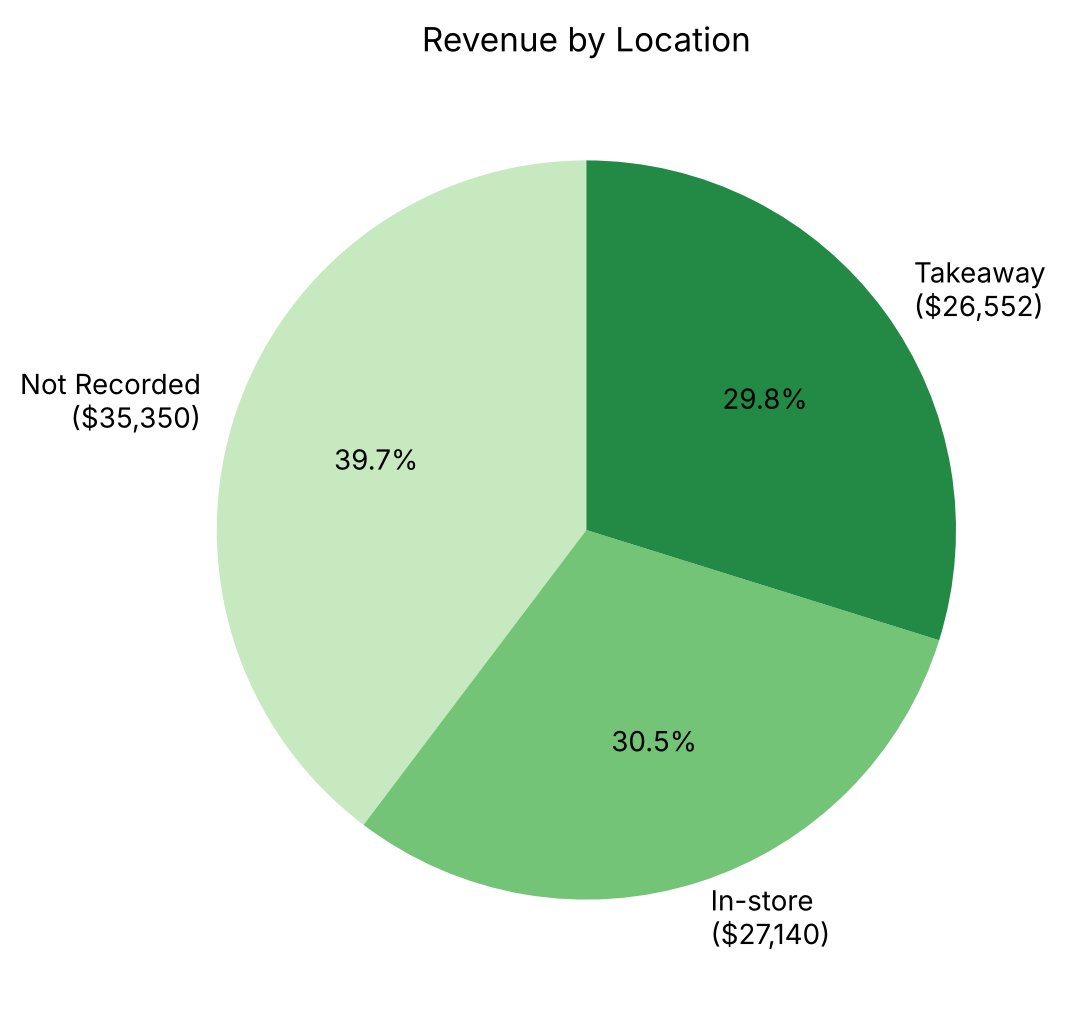 Revenue by Location
Takeaway
($26,552)
Not Recorded
($35,350)
29.8%
39.7%
30.5%
In-store
($27,140)